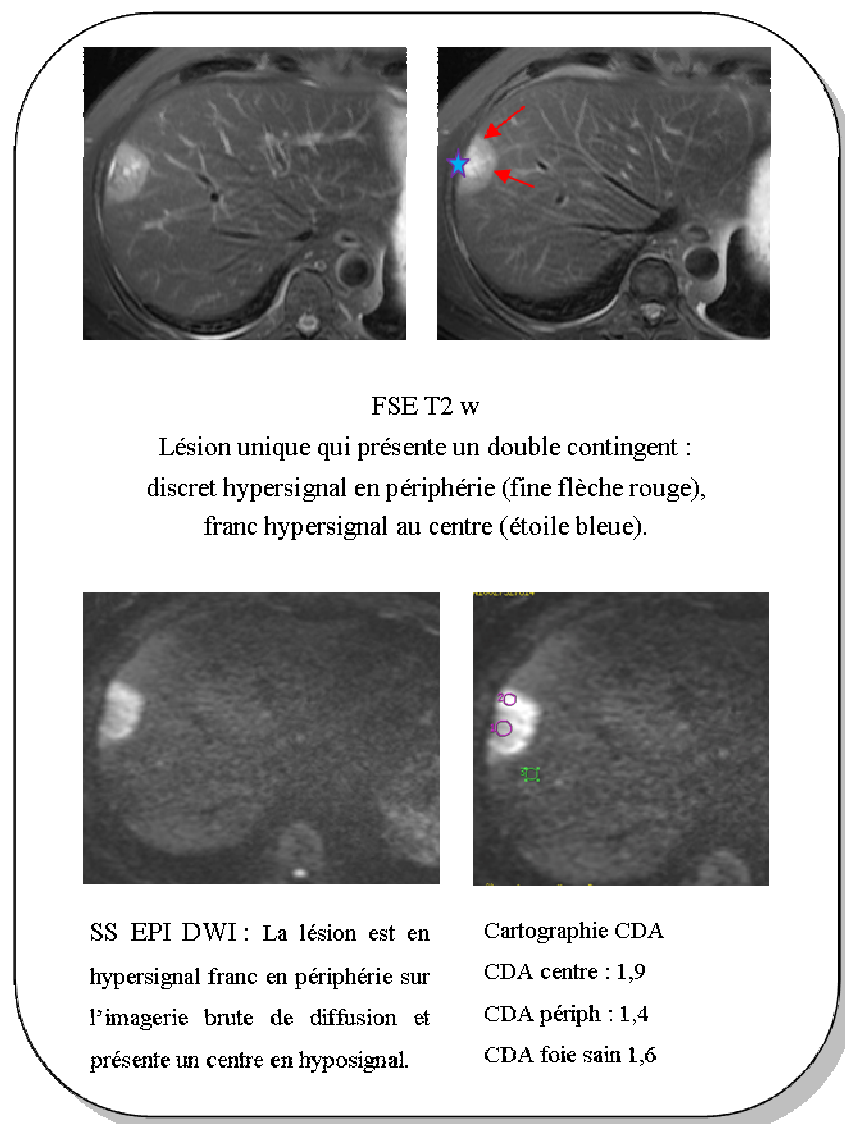 FSE T2 w
Lésion unique qui présente un double contingent :
discret hypersignal en périphérie (fine flèche rouge),
franc hypersignal au centre (étoile bleue).
2
1
SS EPI DWI : La lésion est en
hypersignal franc en périphérie sur
l’imagerie brute de diffusion et
présente un centre en hyposignal.
Cartographie CDA
CDA centre : 1,9
CDA périph : 1,4
CDA foie sain 1,6